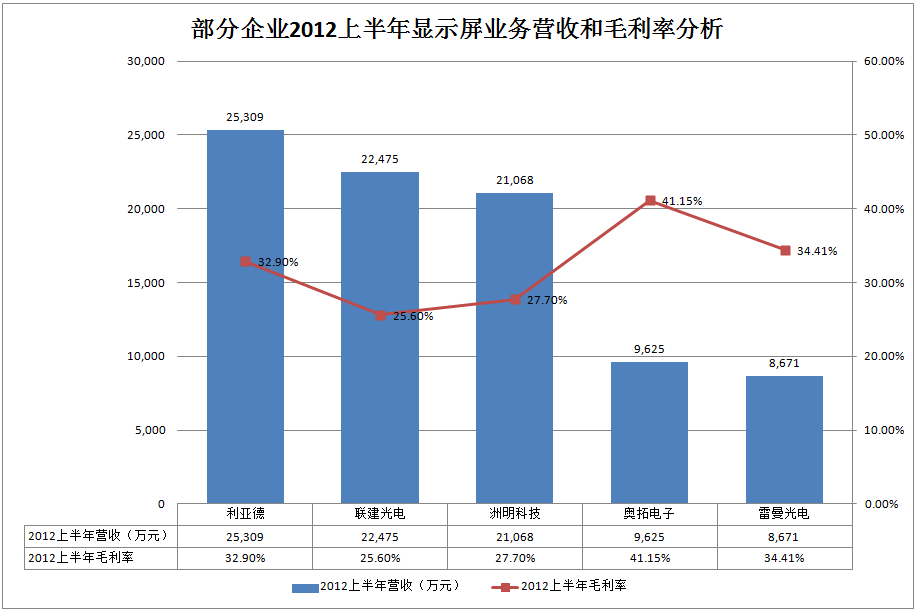 部分企业2012上半年显示屏业务营收和毛利率分析
30,000 60.00%
25,309
25,000 50.00%
22,475
21,068
20,000 41.15% 40.00%
34.41%
32.90%
15,000 27.70% 30.00%
25.60%
10,000 9,625 20.00%
8,671
5,000 10.00%
0 0.00%
利亚德 联建光电 洲明科技 奥拓电子 雷曼光电
2012上半年营收（万元） 25,309 22,475 21,068 9,625 8,671
2012上半年毛利率 32.90% 25.60% 27.70% 41.15% 34.41%
2012上半年营收（万元） 2012上半年毛利率